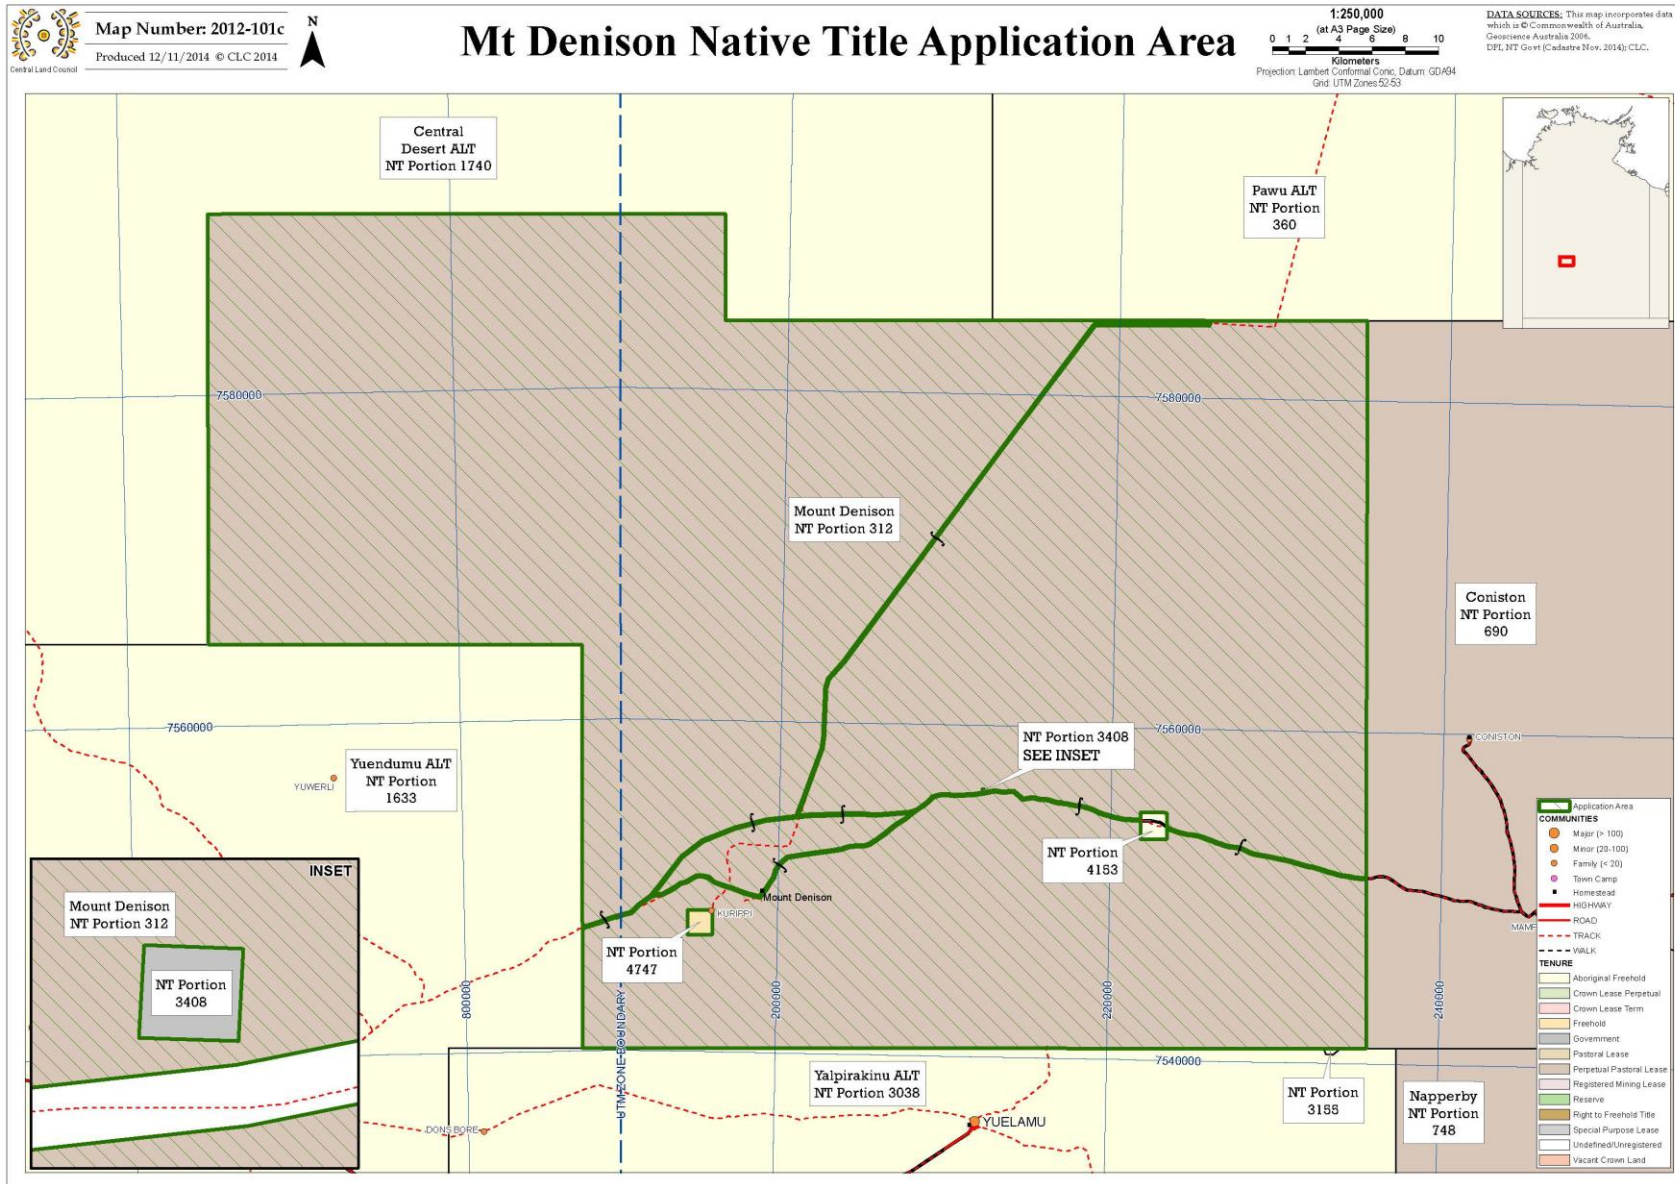 Central Land Council
Map Number: 2012-101c
Produced 12/11/2014 © CLC 2014
N
Mt Denison Native Title Application Area
1:250,000
(at A3 Page Size)
0 1 2 4 6 8 10
Kilometers
Projection: Lambert Conformal Conic, Datum: GDA94
Grid: UTM Zones 52-53
DATA SOURCES: This map incorporates data
which is © Commonwealth of Australia,
Geoscience Australia 2006,
DPI, NT Govt (Cadastre Nov. 2014); CLC.
Central
Desert ALT
NT Portion 1740
Pawu ALT
NT Portion
360
7580000
7580000
Mount Denison
NT Portion 312
Coniston
NT Portion
690
7560000
7560000
NT Portion 3408
SEE INSET
CONISTON
YUWERLI
Yuendumu ALT
NT Portion
1633
NT Portion
4153
Mount Denison
KURIPPI
NT Portion
4747
MAMP
INSET
Mount Denison
NT Portion 312
NT Portion
3408
800000
UTM ZONE BOUNDARY
200000
220000
240000
7540000
Yalpirakinu ALT
NT Portion 3038
NT Portion
3155
Napperby
NT Portion
748
DONS BORE
YUELAMU
Application Area
COMMUNITIES
Major (> 100)
Minor (20-100)
Family (< 20)
Town Camp
Homestead
HIGHWAY
ROAD
TRACK
WALK
TENURE
Aboriginal Freehold
Crown Lease Perpetual
Crown Lease Term
Freehold
Government
Pastoral Lease
Perpetual Pastoral Lease
Registered Mining Lease
Reserve
Right to Freehold Title
Special Purpose Lease
Undefined/Unregistered
Vacant Crown Land